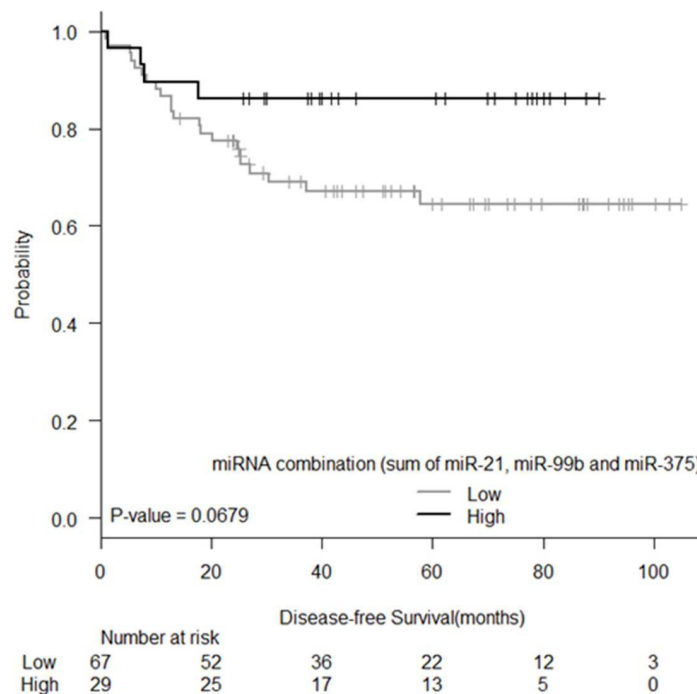 1.0
0.8
0.6
0.4
0.2
0.0
Probability
miRNA combination (sum of miR-21, miR-99b and miR-375)
Low
High
P-value = 0.0679
0 20 40 60 80 100
Disease-free Survival(months)
Number at risk
Low 67 52 36 22 12 3
High 29 25 17 13 5 0